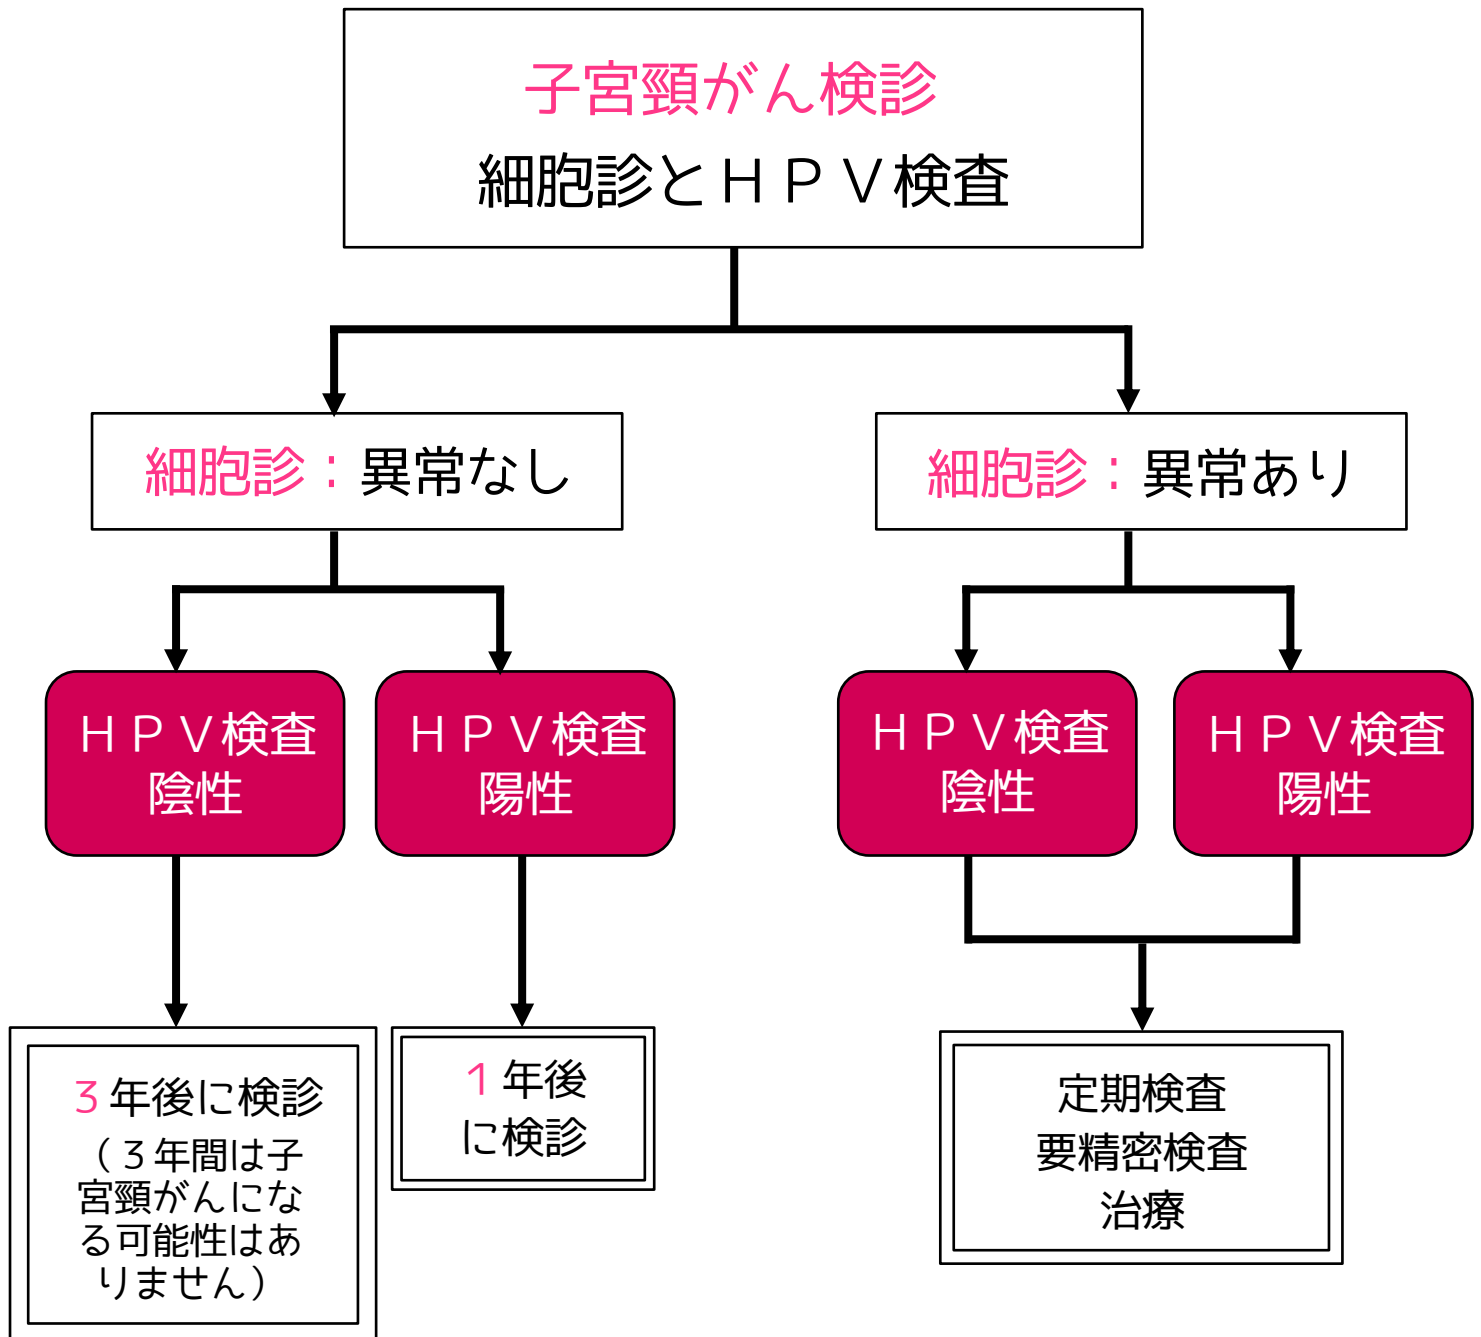 子宮頸がん検診
細胞診とＨＰＶ検査
細胞診：異常なし
細胞診：異常あり
ＨＰＶ検査
陰性
ＨＰＶ検査
陽性
ＨＰＶ検査
陰性
ＨＰＶ検査
陽性
３年後に検診
（３年間は子
宮頸がんにな
る可能性はあ
りません）
１年後
に検診
定期検査
要精密検査
治療